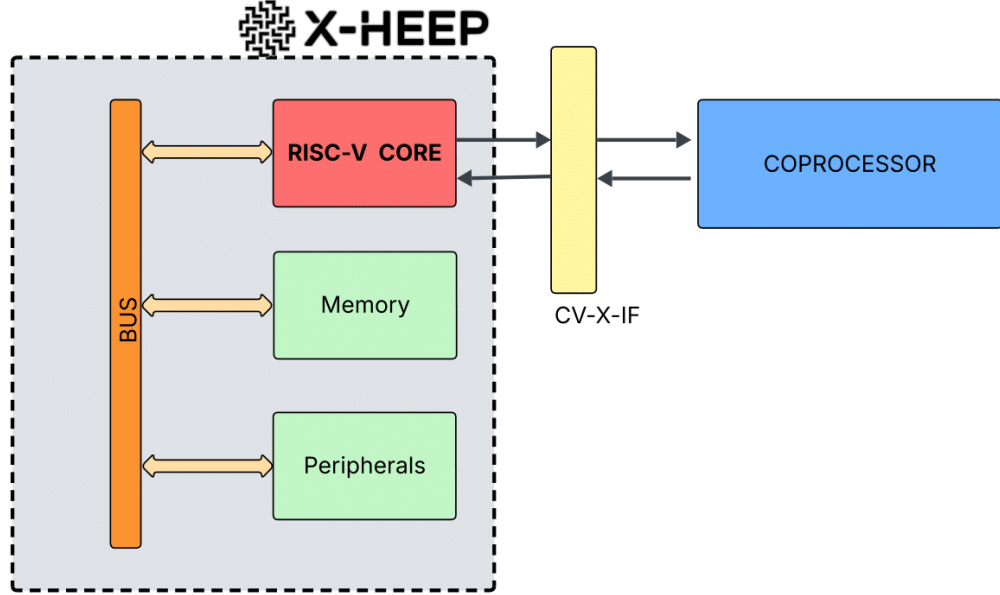 X-HEEP
RISC-V CORE
COPROCESSOR
BUS
Memory
CV-X-IF
Peripherals